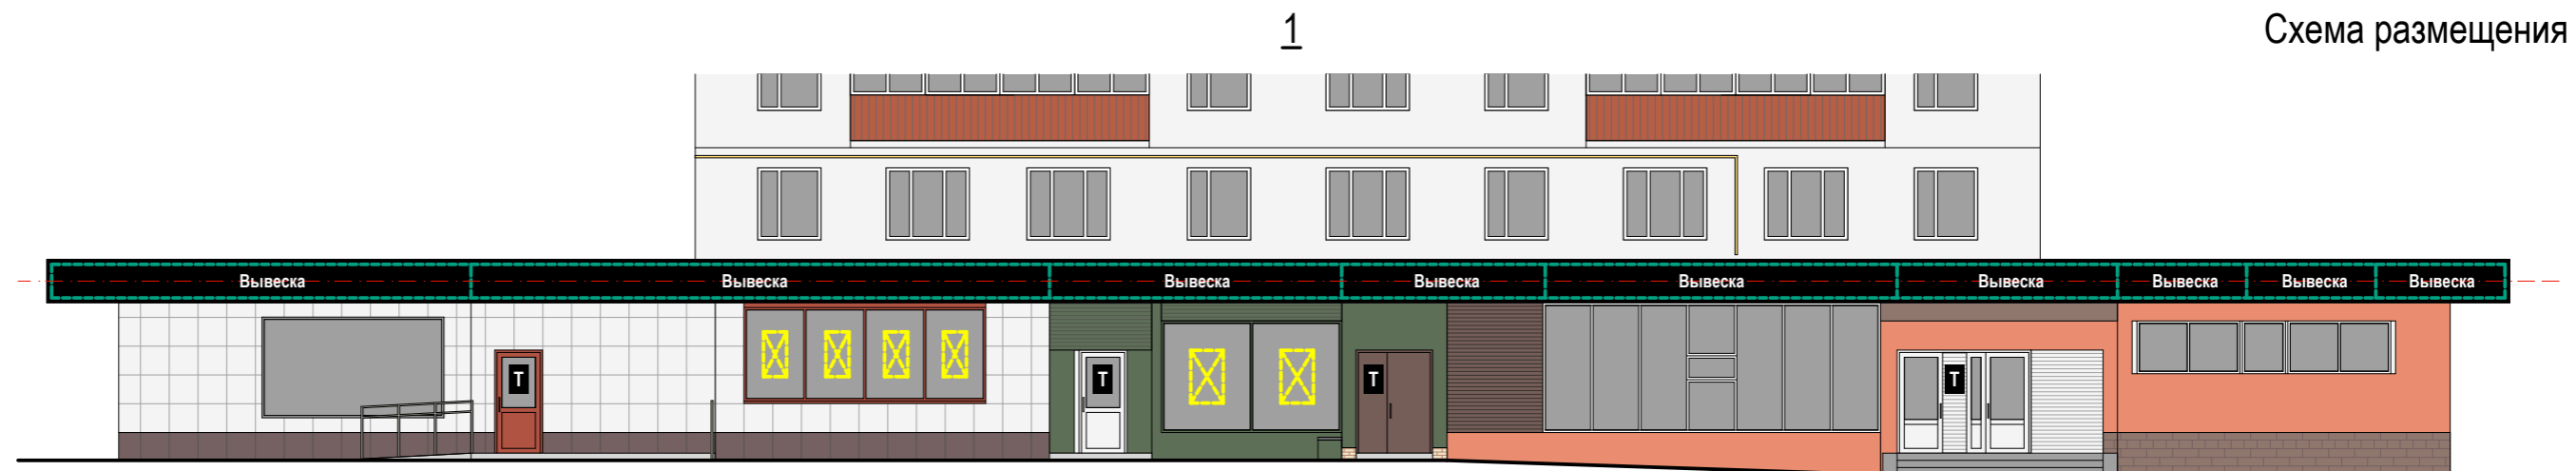 1
Схема размещения
Вывеска Вывеска Вывеска Вывеска Вывеска Вывеска Вывеска Вывеска Вывеска
Т Т Т Т